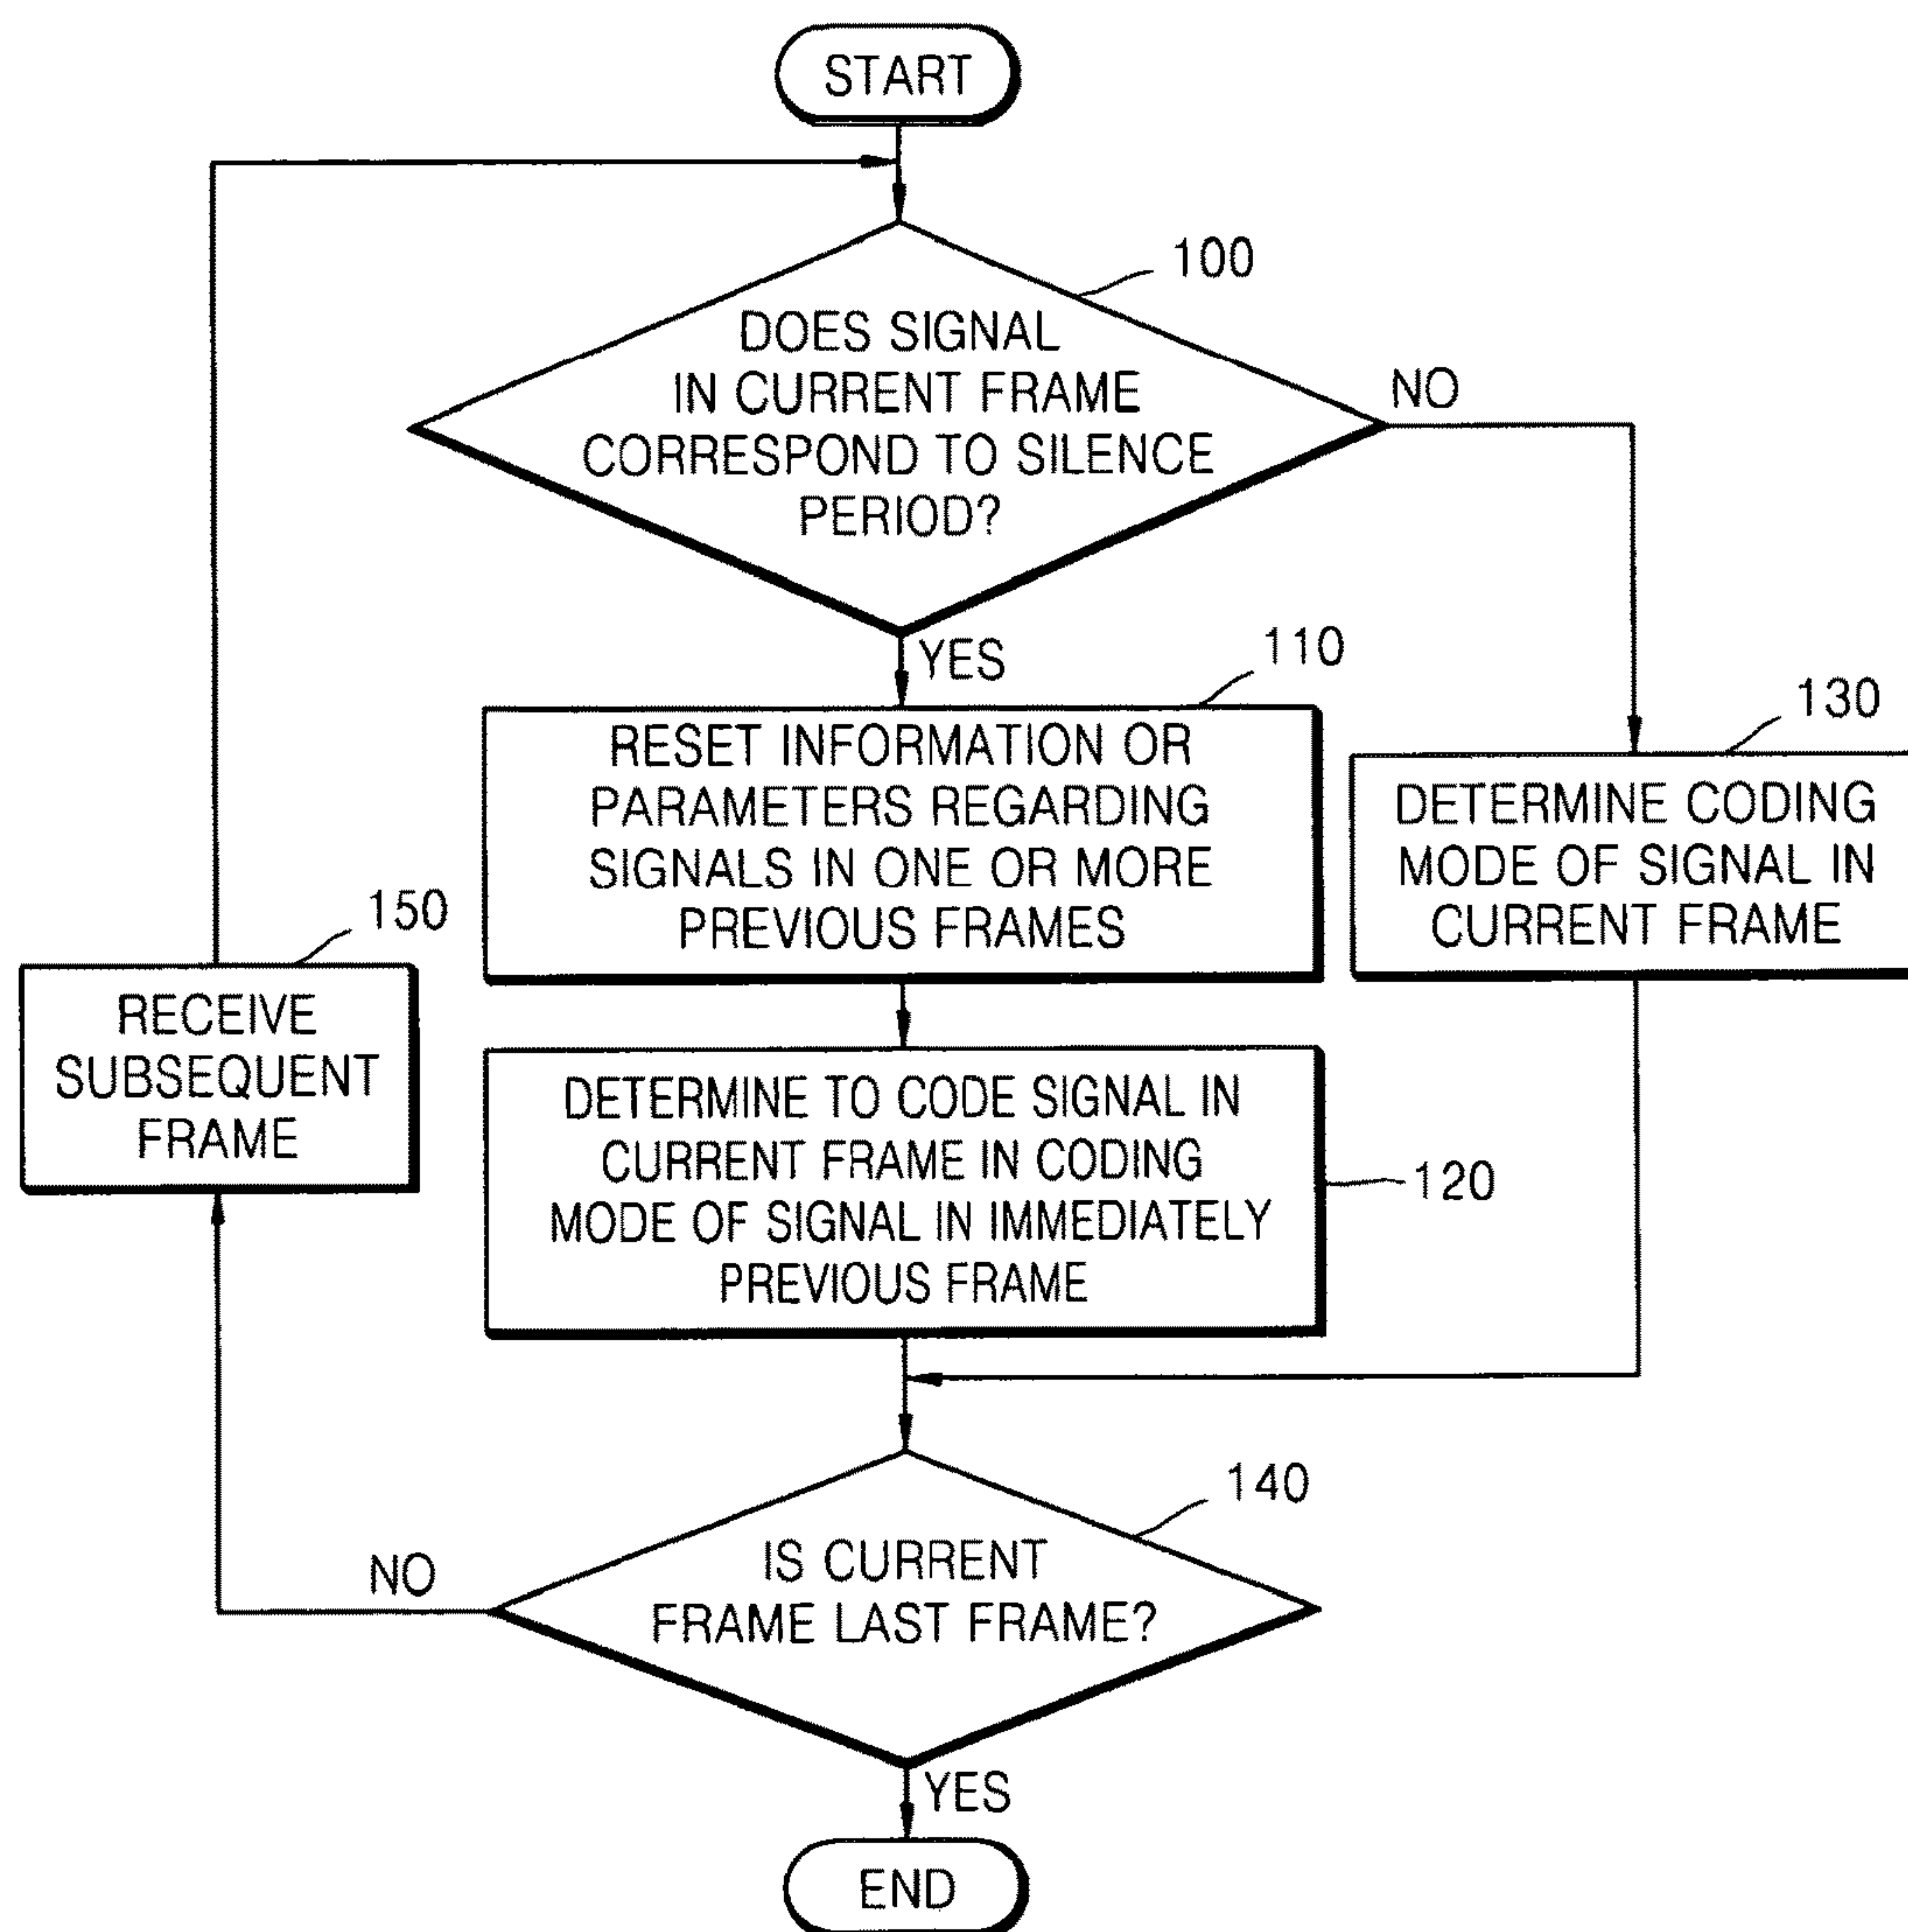 START
100
DOES SIGNAL
IN CURRENT FRAME
CORRESPOND TO SILENCE
PERIOD?
NO
YES
110
RESET INFORMATION OR
PARAMETERS REGARDING
SIGNALS IN ONE OR MORE
PREVIOUS FRAMES
130
DETERMINE CODING
MODE OF SIGNAL IN
CURRENT FRAME
150
RECEIVE
SUBSEQUENT
FRAME
DETERMINE TO CODE SIGNAL IN
CURRENT FRAME IN CODING
MODE OF SIGNAL IN IMMEDIATELY
PREVIOUS FRAME
120
140
IS CURRENT
FRAME LAST FRAME?
NO
YES
END